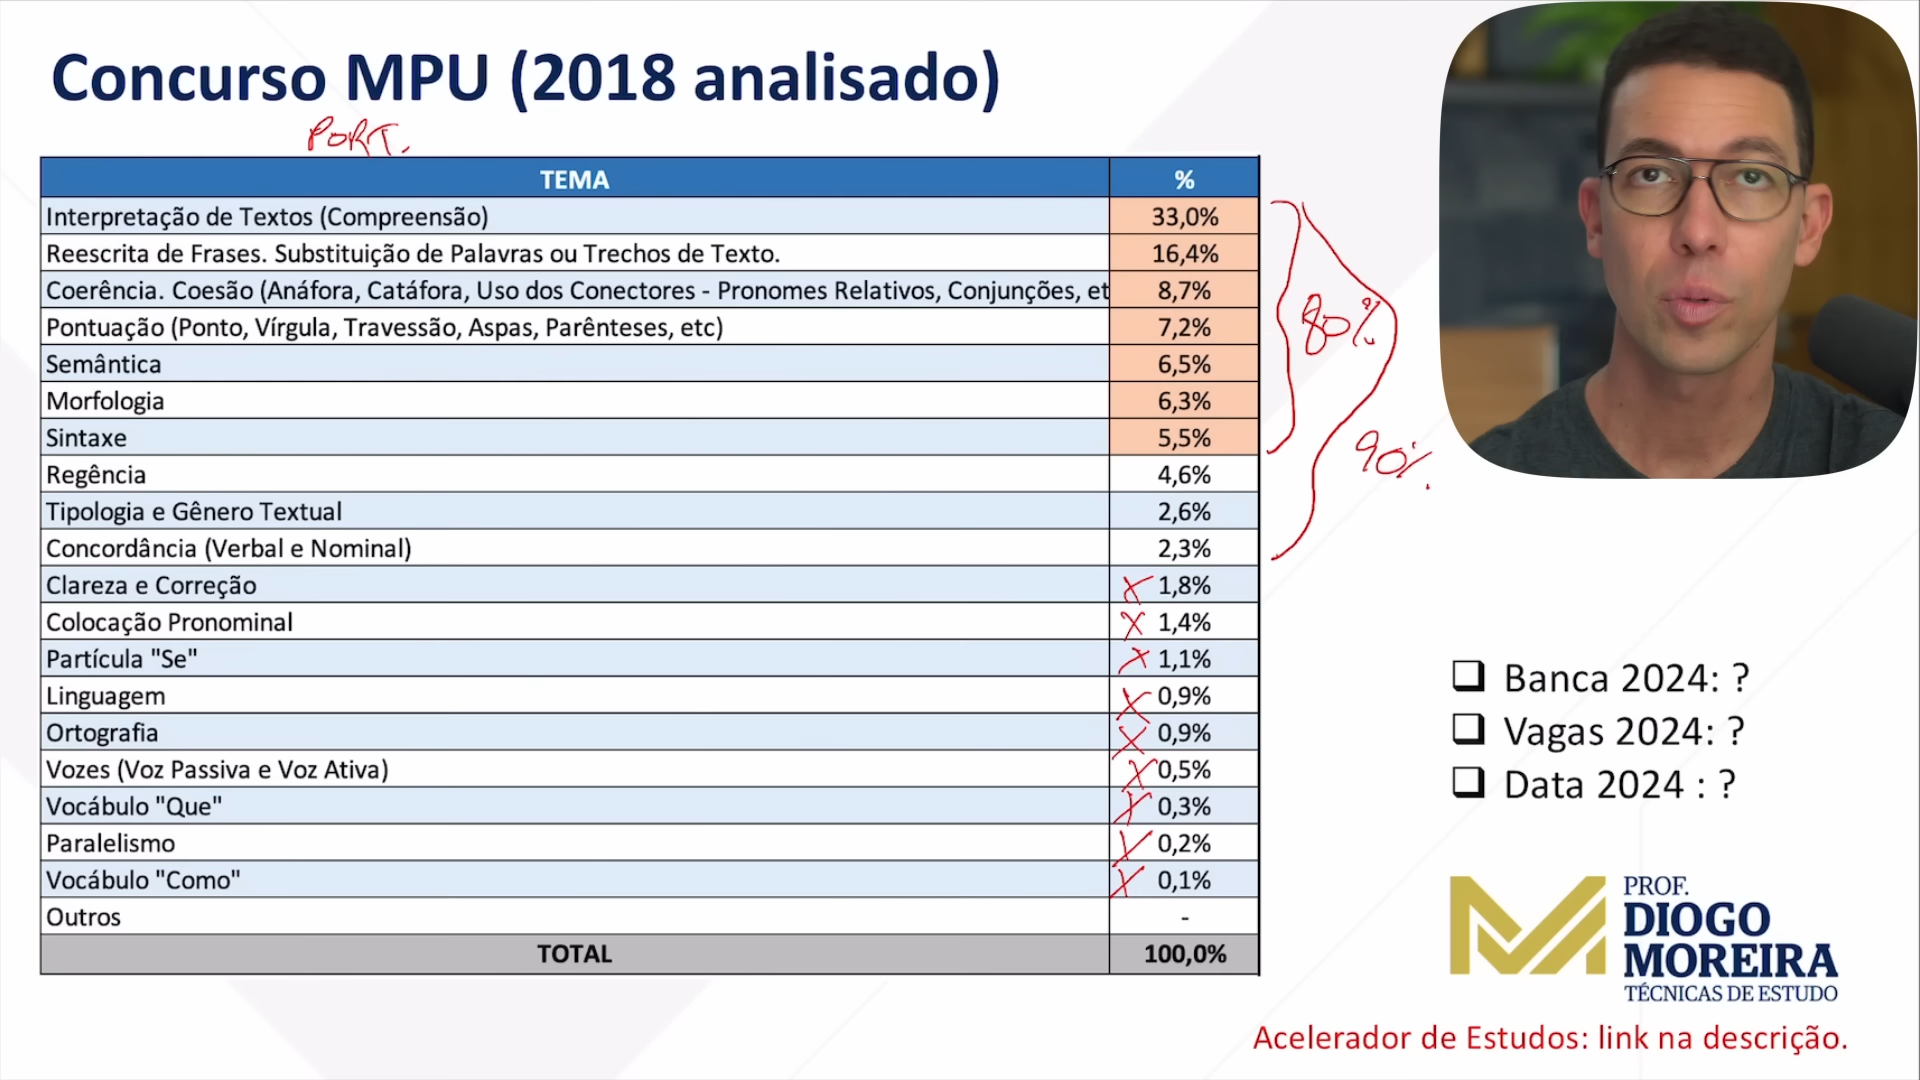 Concurso MPU (2018 analisado)
PORT.
TEMA %
Interpretação de Textos (Compreensão) 33,0%
Reescrita de Frases. Substituição de Palavras ou Trechos de Texto. 16,4%
Coerência. Coesão (Anáfora, Catáfora, Uso dos Conectores - Pronomes Relativos, Conjunções, et 8,7%
Pontuação (Ponto, Vírgula, Travessão, Aspas, Parênteses, etc) 7,2%
Semântica 6,5%
Morfologia 6,3%
Sintaxe 5,5%
Regência 4,6%
Tipologia e Gênero Textual 2,6%
Concordância (Verbal e Nominal) 2,3%
Clareza e Correção X 1,8%
Colocação Pronominal X 1,4%
Partícula "Se" X 1,1%
Linguagem X 0,9%
Ortografia X 0,9%
Vozes (Voz Passiva e Voz Ativa) X 0,5%
Vocábulo "Que" X 0,3%
Paralelismo X 0,2%
Vocábulo "Como" X 0,1%
Outros -
TOTAL 100,0%
80%
90%.
❑ Banca 2024: ?
❑ Vagas 2024: ?
❑ Data 2024 : ?
PROF.
DIOGO
MOREIRA
TÉCNICAS DE ESTUDO
Acelerador de Estudos: link na descrição.